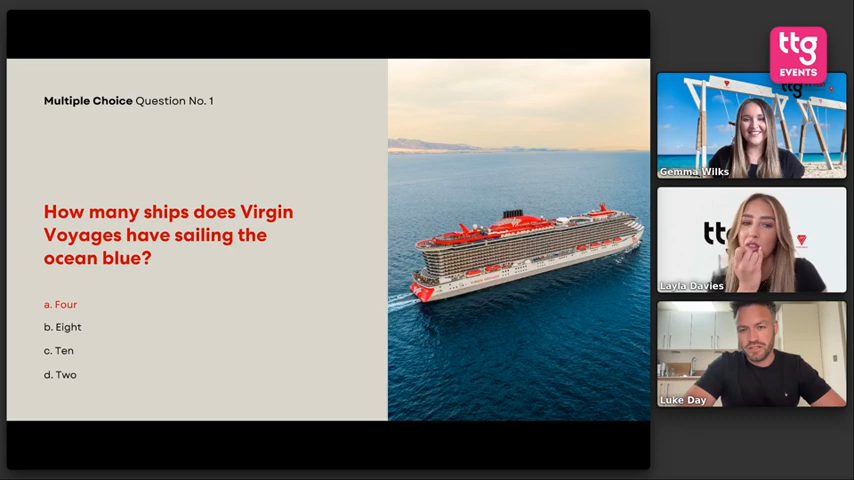 Multiple Choice Question No. 1
How many ships does Virgin
Voyages have sailing the
ocean blue?
a. Four
b. Eight
c. Ten
d. Two
ttg
EVENTS
ttg
Gemma Wilks
Layla Davies
Luke Day